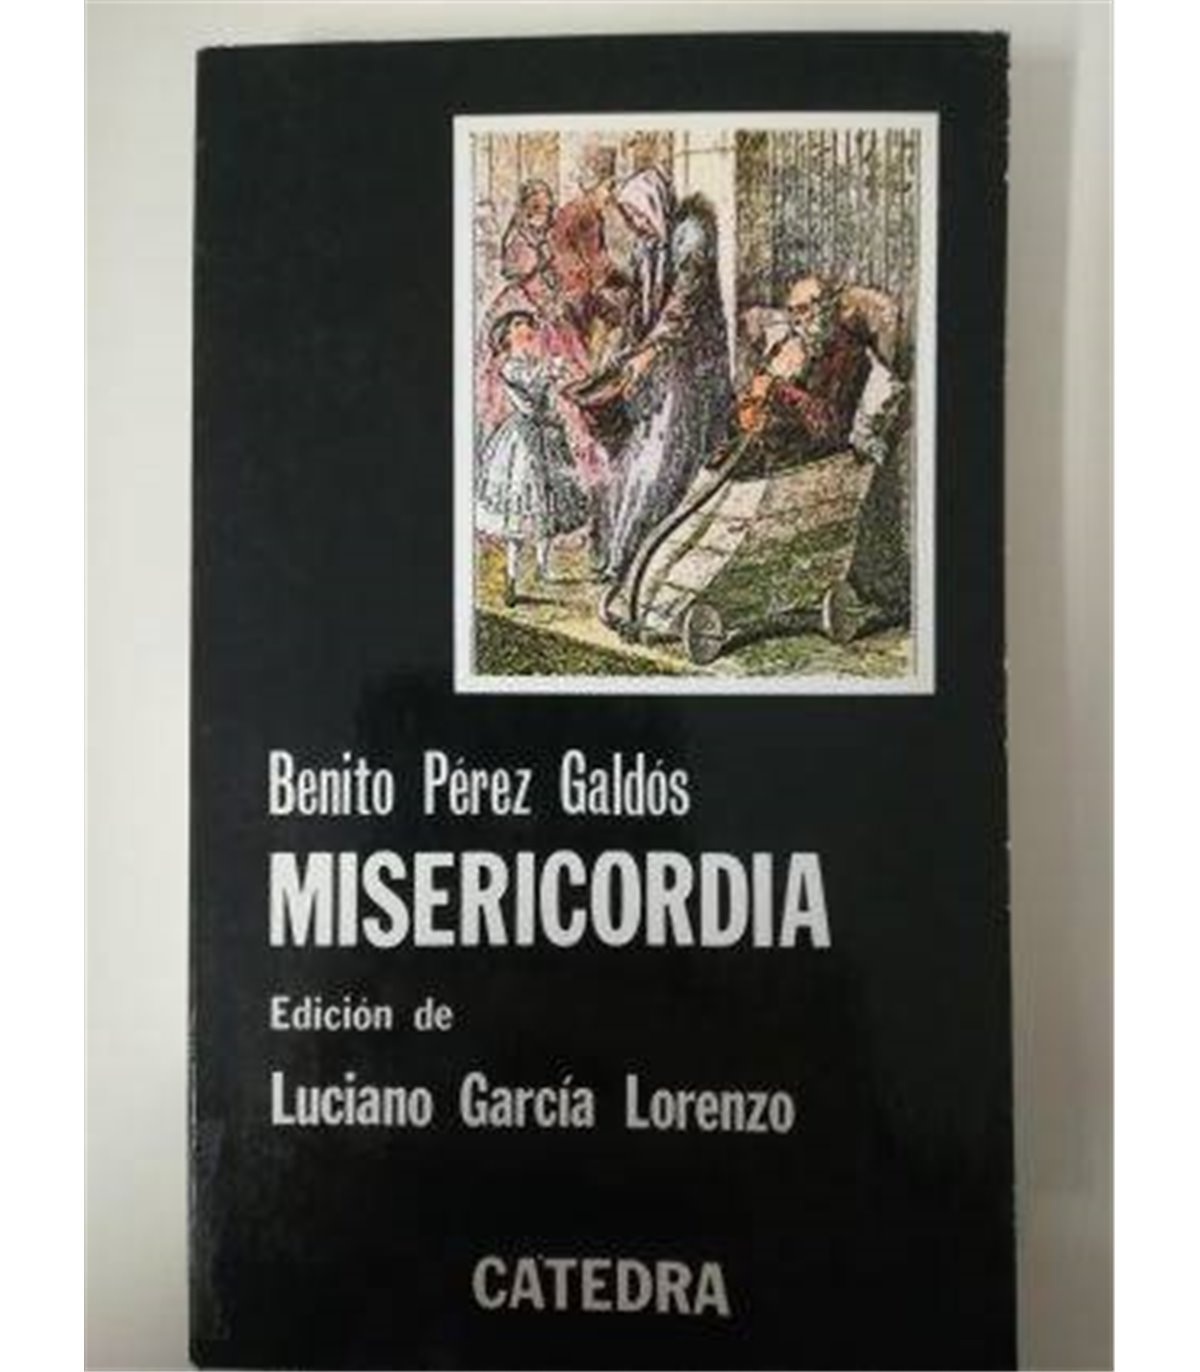 Benito Pérez Galdós
MISERICORDIA
Edición de
Luciano García Lorenzo
CATEDRA